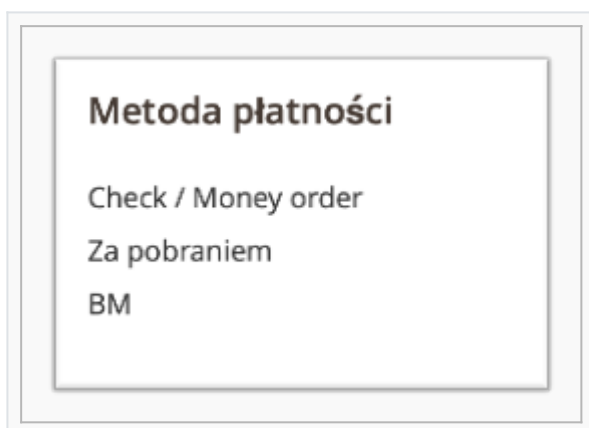 Metoda płatności
Check / Money order
Za pobraniem
BM